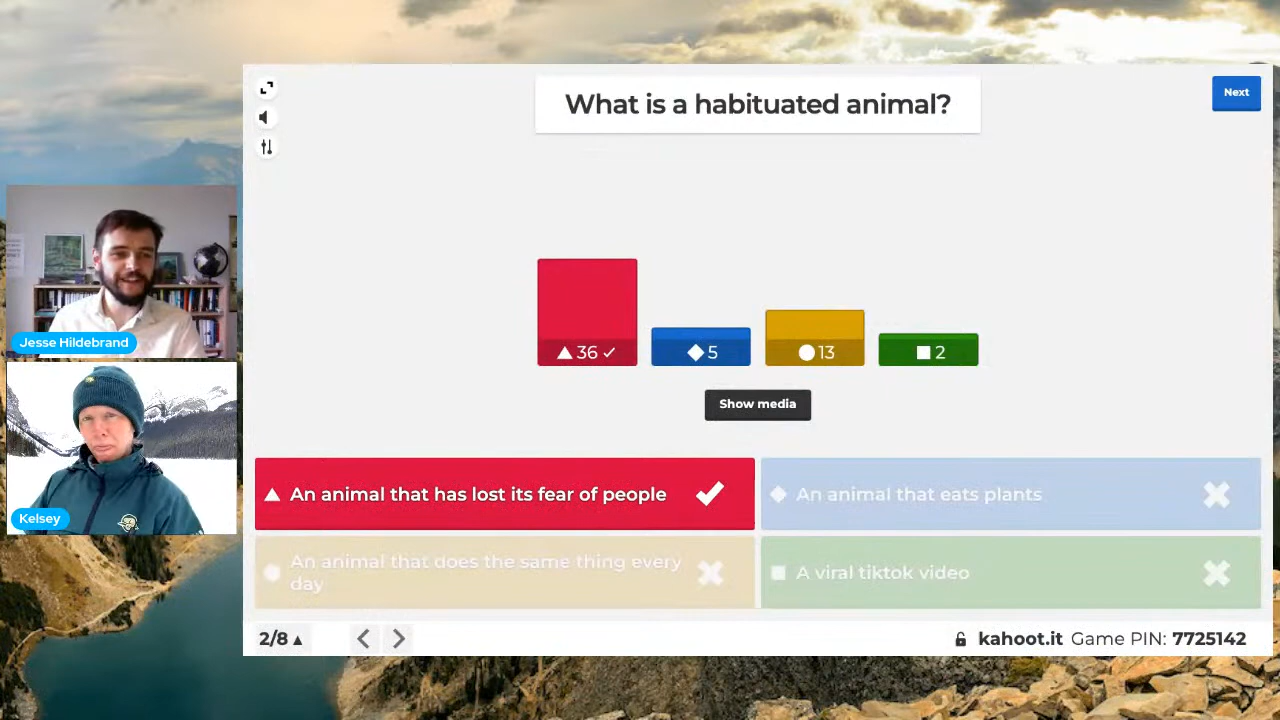 What is a habituated animal?
Next
36
5
13
2
Show media
An animal that has lost its fear of people
An animal that eats plants
An animal that does the same thing every
day
A viral tiktok video
2/8
kahoot.it Game PIN: 7725142
Jesse Hildebrand
Kelsey